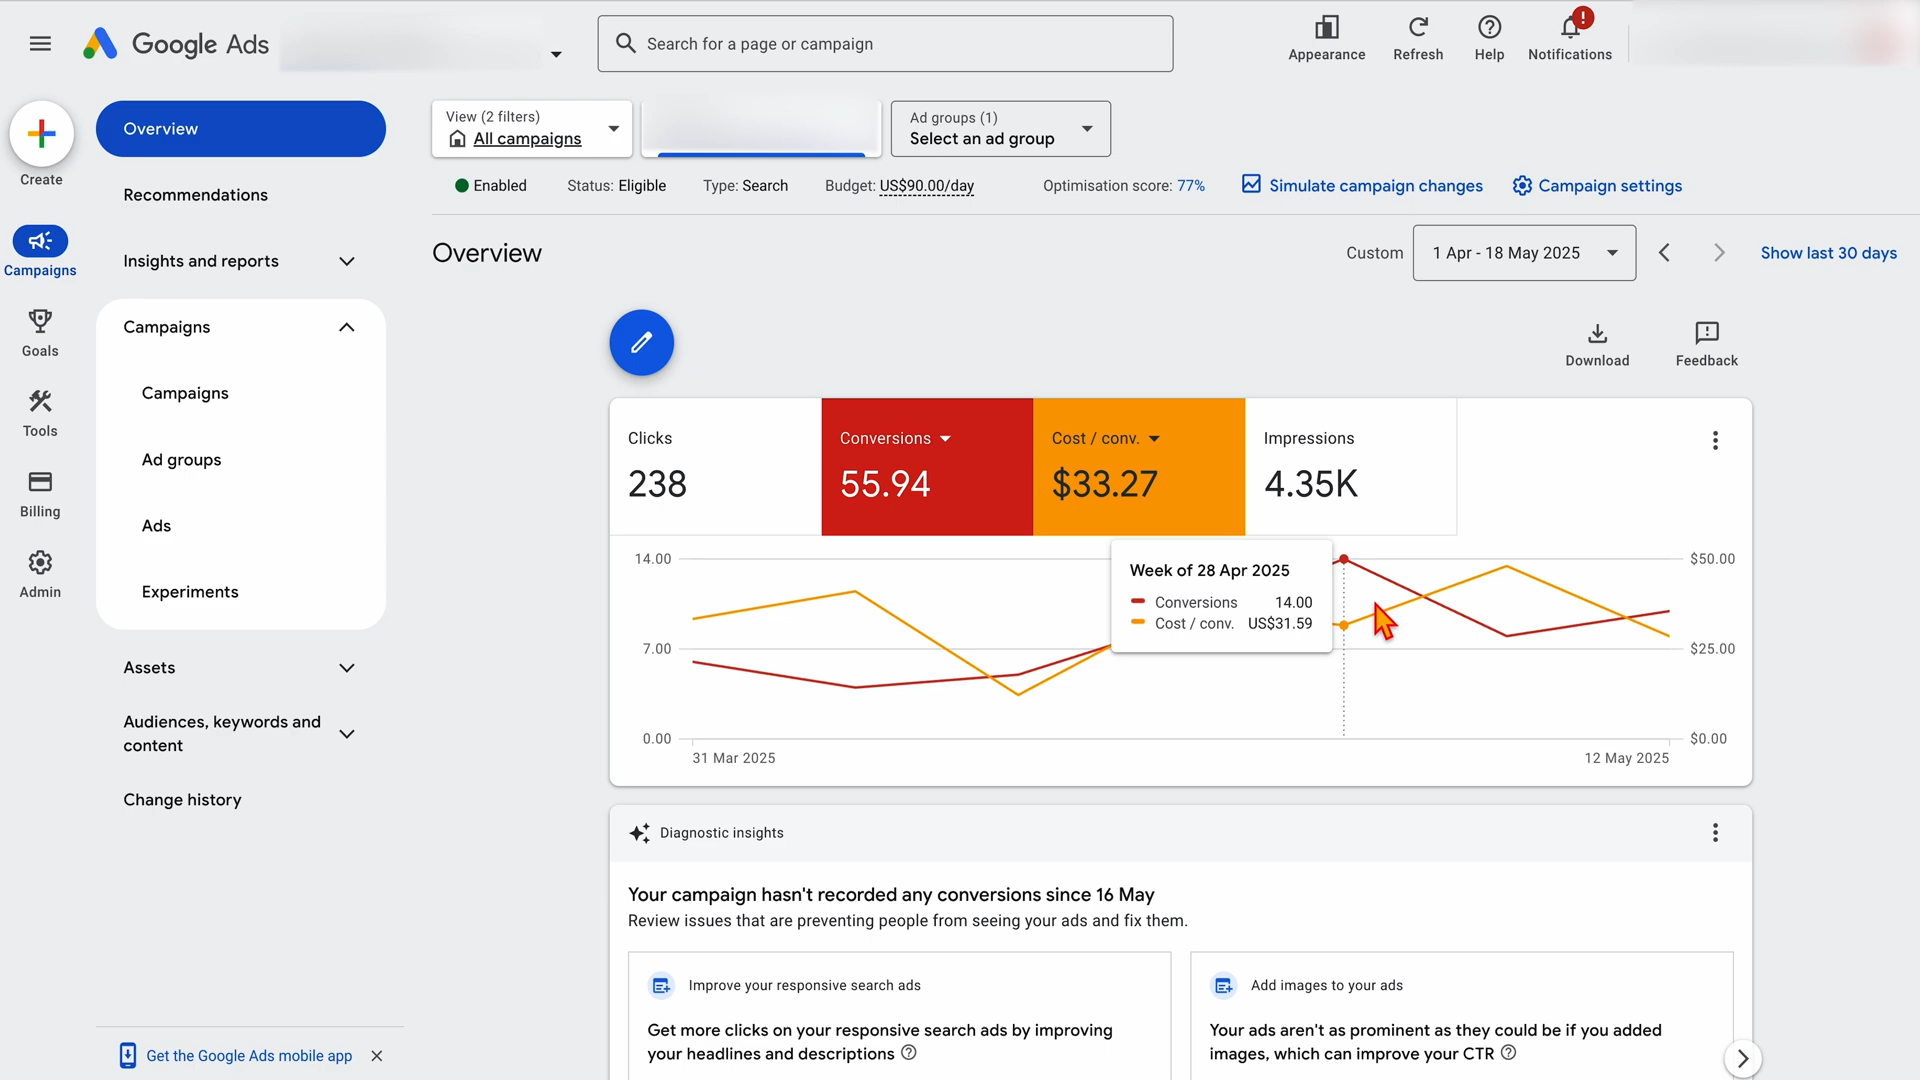 Google Ads
Search for a page or campaign
Appearance
Refresh
Help
Notifications
!
Create
Campaigns
Goals
Tools
Billing
Admin
Overview
Recommendations
Insights and reports
Campaigns
Campaigns
Ad groups
Ads
Experiments
Assets
Audiences, keywords and
content
Change history
Get the Google Ads mobile app
View (2 filters)
All campaigns
Ad groups (1)
Select an ad group
Enabled
Status: Eligible
Type: Search
Budget: US$90.00/day
Optimisation score: 77%
Simulate campaign changes
Campaign settings
Overview
Custom
1 Apr - 18 May 2025
Show last 30 days
Download
Feedback
Clicks
238
Conversions
55.94
Cost / conv.
$33.27
Impressions
4.35K
14.00
7.00
0.00
$50.00
$25.00
$0.00
31 Mar 2025
12 May 2025
Week of 28 Apr 2025
Conversions 14.00
Cost / conv. US$31.59
Diagnostic insights
Your campaign hasn't recorded any conversions since 16 May
Review issues that are preventing people from seeing your ads and fix them.
Improve your responsive search ads
Get more clicks on your responsive search ads by improving
your headlines and descriptions
Add images to your ads
Your ads aren't as prominent as they could be if you added
images, which can improve your CTR